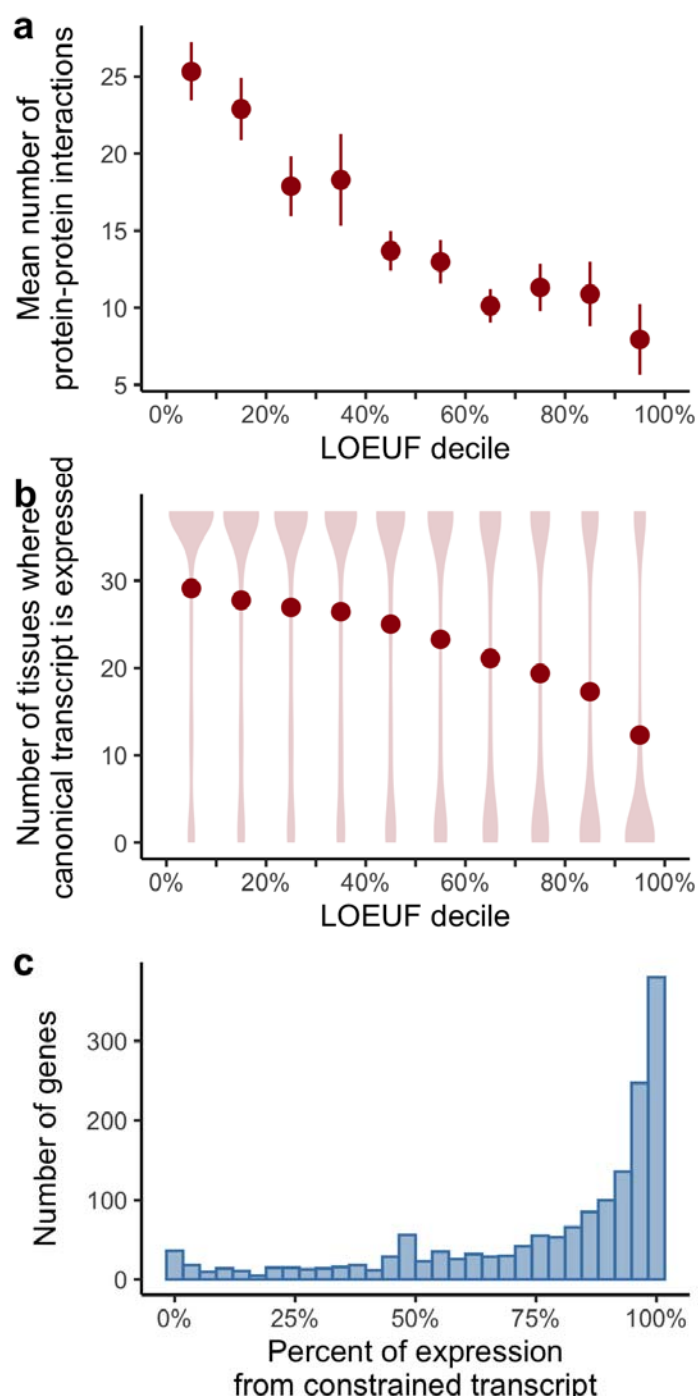 a
Mean number of
protein-protein interactions
25
20
15
10
5
0% 20% 40% 60% 80% 100%
LOEUF decile
b
Number of tissues where
canonical transcript is expressed
30
20
10
0
0% 20% 40% 60% 80% 100%
LOEUF decile
c
Number of genes
300
200
100
0
0% 25% 50% 75% 100%
Percent of expression
from constrained transcript